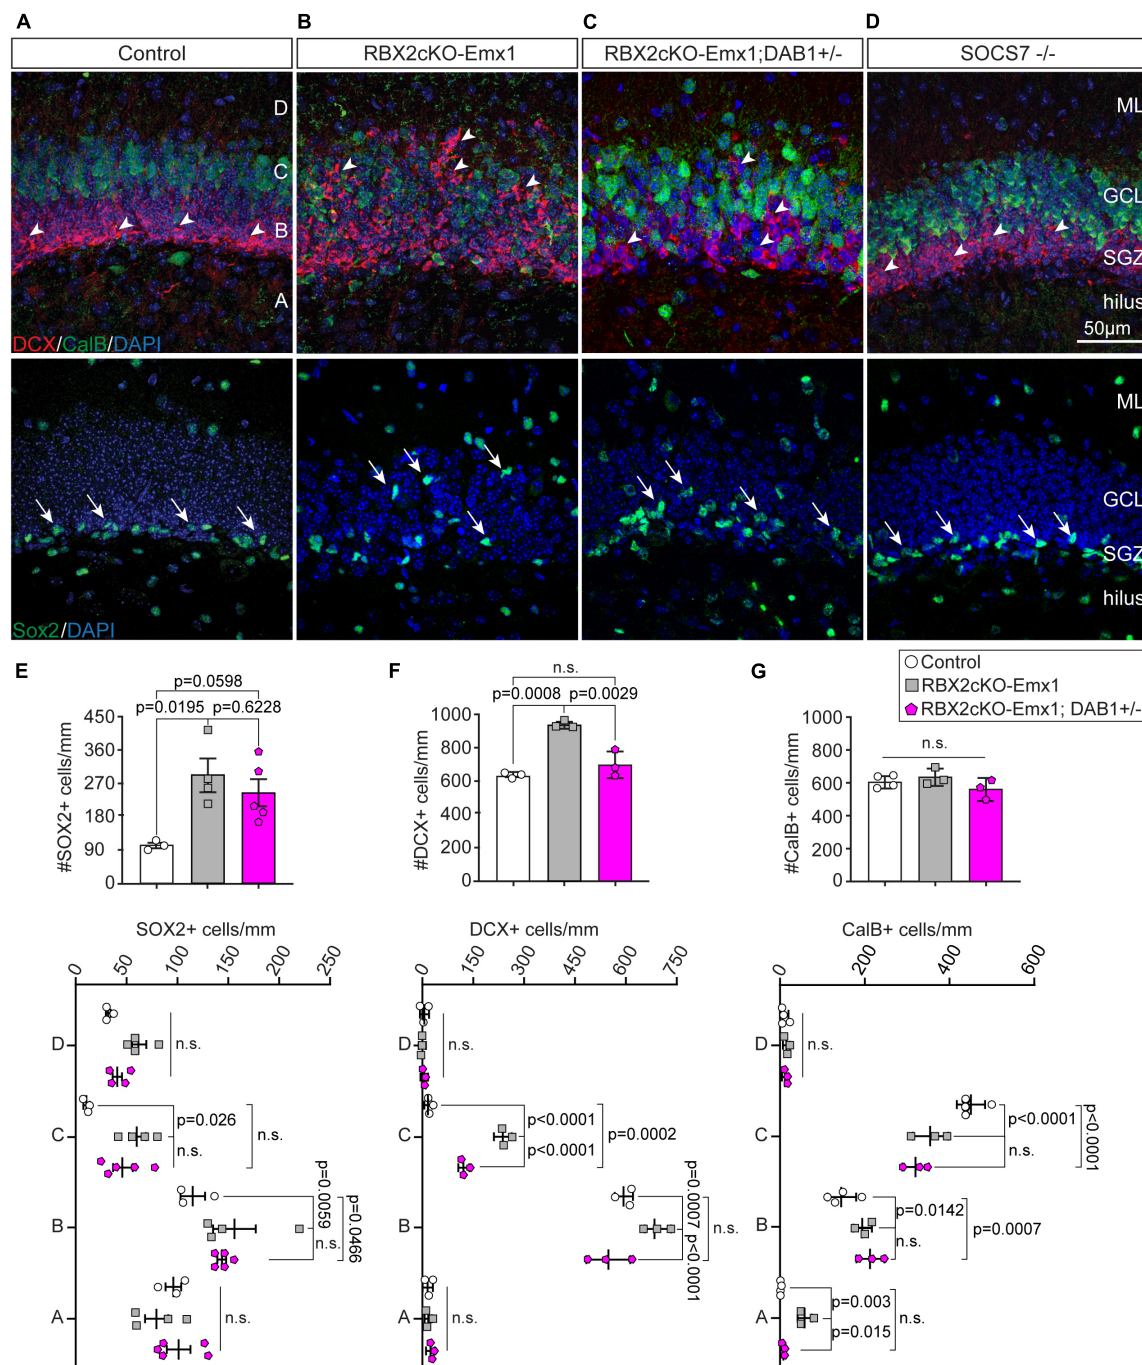 A
B
C
D
Control
RBX2cKO-Emx1
RBX2cKO-Emx1;DAB1+/-
SOCS7 -/-
D
C
B
A
DCX/CalB/DAPI
ML
GCL
SGZ
hilus
50µm
Sox2/DAPI
ML
GCL
SGZ
hilus
E
p=0.0598
p=0.0195
p=0.6228
#SOX2+ cells/mm
450
360
270
180
90
0
F
n.s.
p=0.0008
p=0.0029
#DCX+ cells/mm
1000
800
600
400
200
0
G
Control
RBX2cKO-Emx1
RBX2cKO-Emx1; DAB1+/-
n.s.
#CalB+ cells/mm
1000
800
600
400
200
0
SOX2+ cells/mm
0
50
100
150
200
250
D
n.s.
C
p=0.026
n.s.
B
p=0.0059
n.s.
p=0.0466
A
n.s.
DCX+ cells/mm
0
150
300
450
600
750
D
n.s.
C
p<0.0001
p<0.0001
p=0.0002
B
p=0.0007
p<0.0001
n.s.
A
n.s.
CalB+ cells/mm
0
200
400
600
D
n.s.
C
p<0.0001
n.s.
p<0.0001
B
p=0.0142
n.s.
p=0.0007
A
p=0.003
p=0.015
n.s.